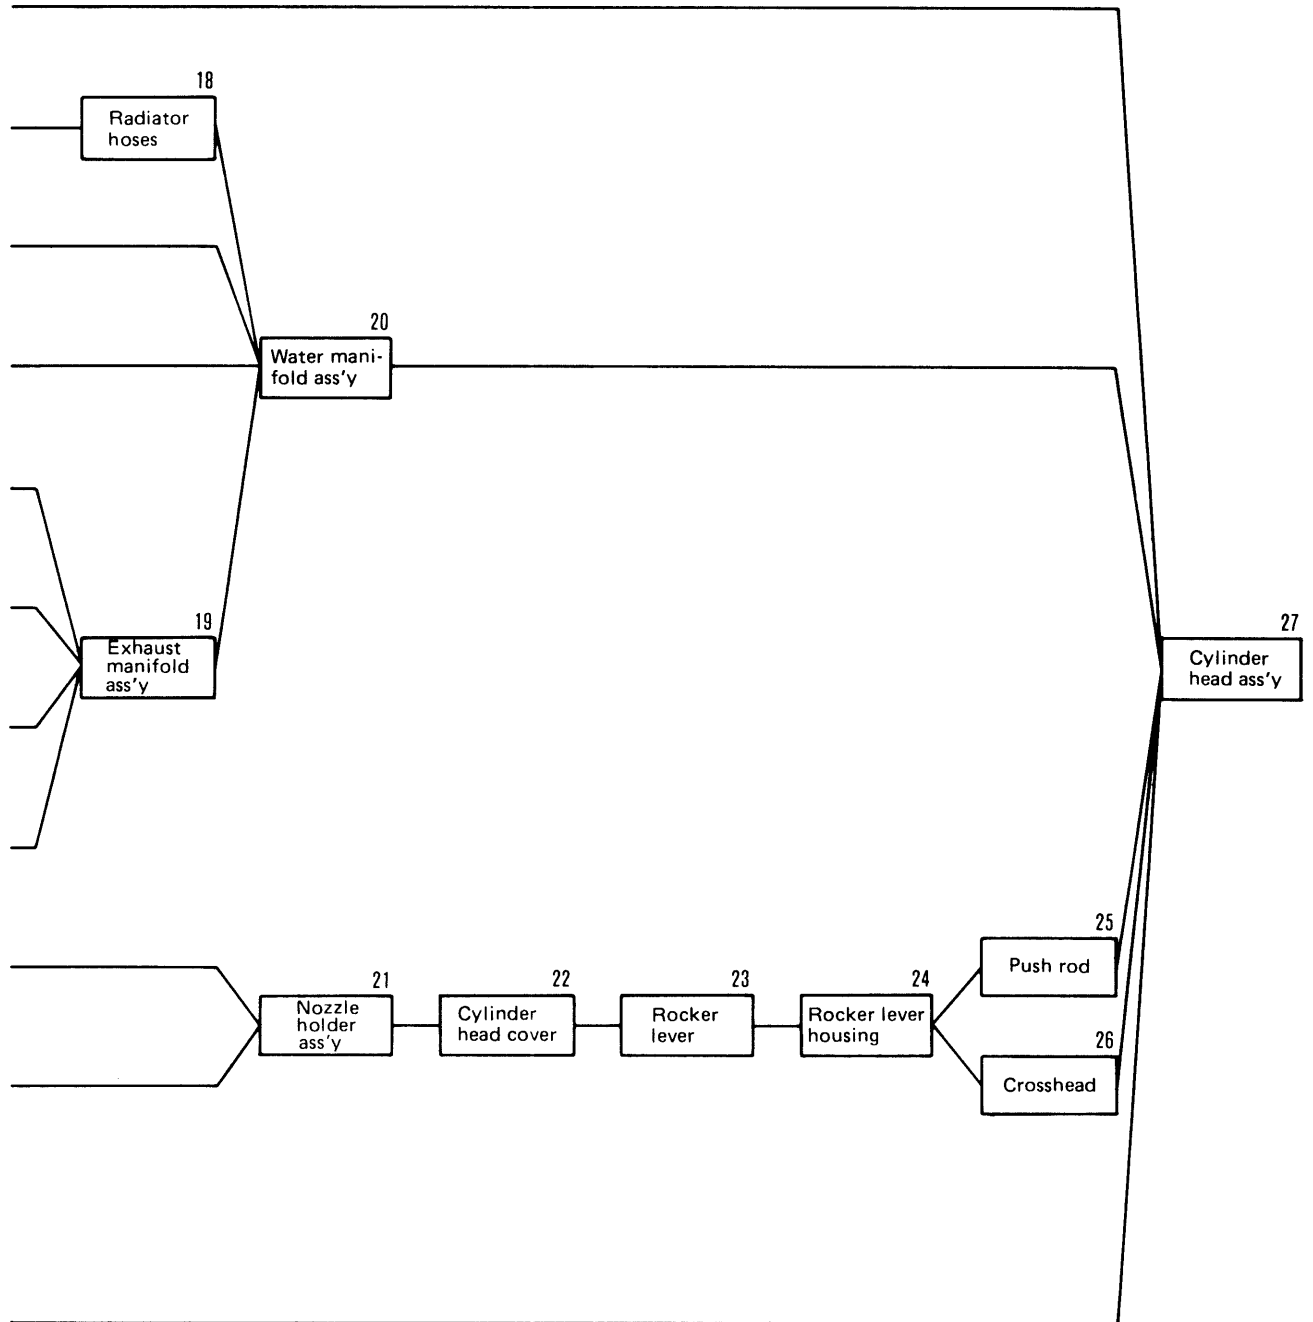 18
Radiator
hoses
20
Water mani-
fold ass'y
19
Exhaust
manifold
ass'y
27
Cylinder
head ass'y
25
Push rod
21
Nozzle
holder
ass'y
22
Cylinder
head cover
23
Rocker
lever
24
Rocker lever
housing
26
Crosshead